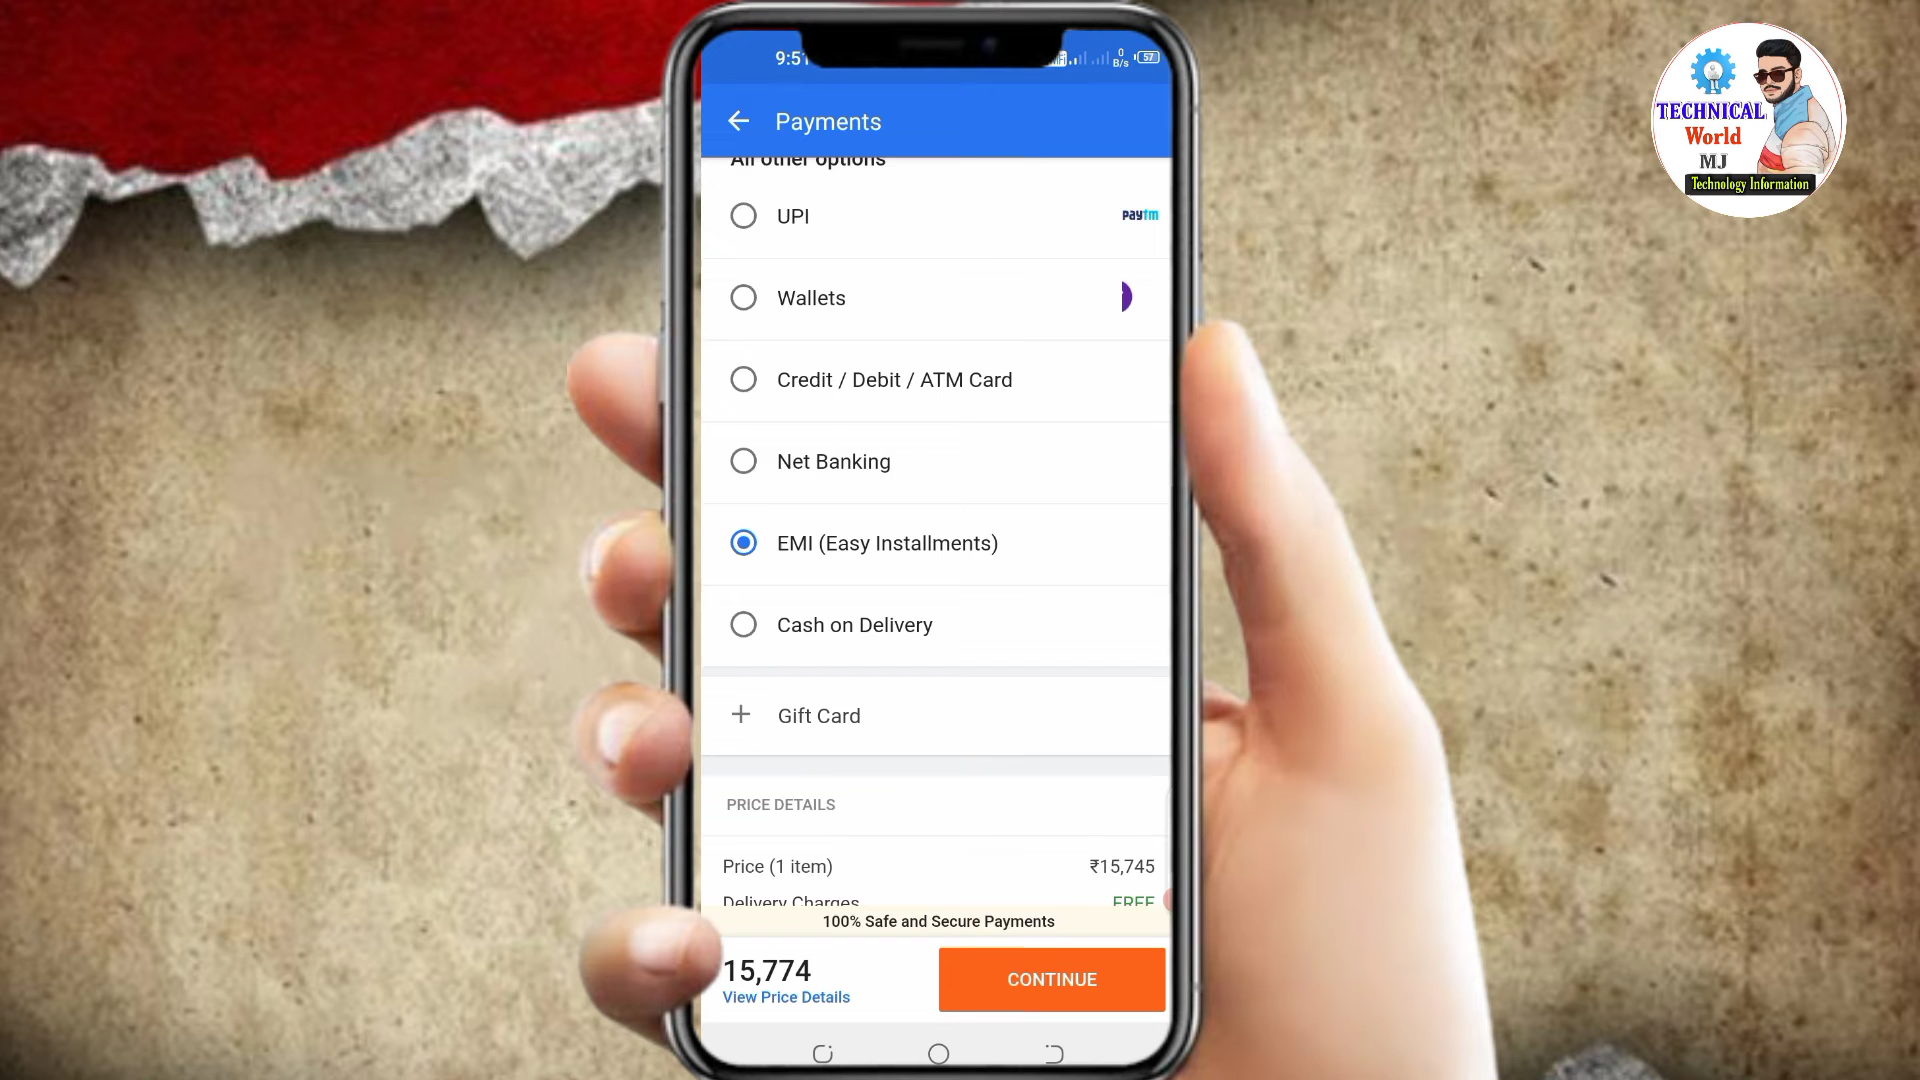 9:51
0
B/s
57
TECHNICAL
World
MJ
Technology Information
Payments
All other options
UPI
paytm
Wallets
Credit / Debit / ATM Card
Net Banking
EMI (Easy Installments)
Cash on Delivery
Gift Card
PRICE DETAILS
Price (1 item) ₹15,745
Delivery Charges FREE
100% Safe and Secure Payments
15,774
View Price Details
CONTINUE